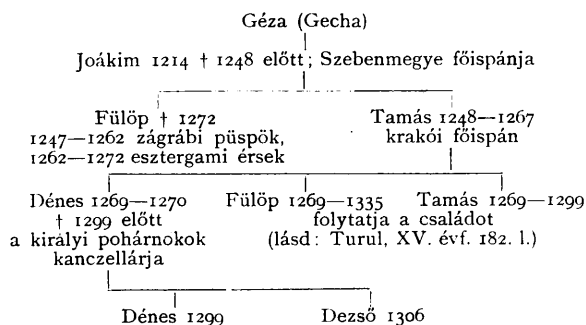 Géza (Gecha)
Joákim 1214 † 1248 előtt; Szebenmegye főispánja
Fülöp † 1272
1247—1262 zágrábi püspök,
1262—1272 esztergami érsek
Tamás 1248—1267
krakói főispán
Dénes 1269—1270
† 1299 előtt
a királyi pohárnokok
kanczellárja
Fülöp 1269—1335
Tamás 1269—1299
folytatja a családot
(lásd: Turul, XV. évf. 182. l.)
Dénes 1299
Dezső 1306